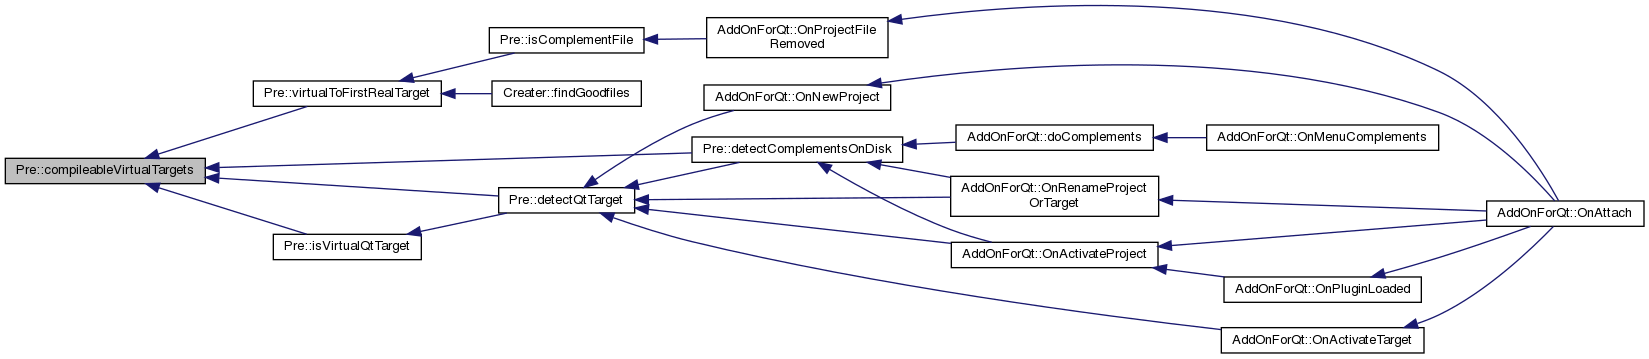 Pre::compileableVirtualTargets
Pre::virtualToFirstRealTarget
Pre::isVirtualQtTarget
Pre::isComplementFile
Creater::findGoodfiles
Pre::detectQtTarget
AddOnForQt::OnProjectFile
Removed
AddOnForQt::OnNewProject
Pre::detectComplementsOnDisk
AddOnForQt::doComplements
AddOnForQt::OnRenameProject
OrTarget
AddOnForQt::OnActivateProject
AddOnForQt::OnMenuComplements
AddOnForQt::OnPluginLoaded
AddOnForQt::OnActivateTarget
AddOnForQt::OnAttach